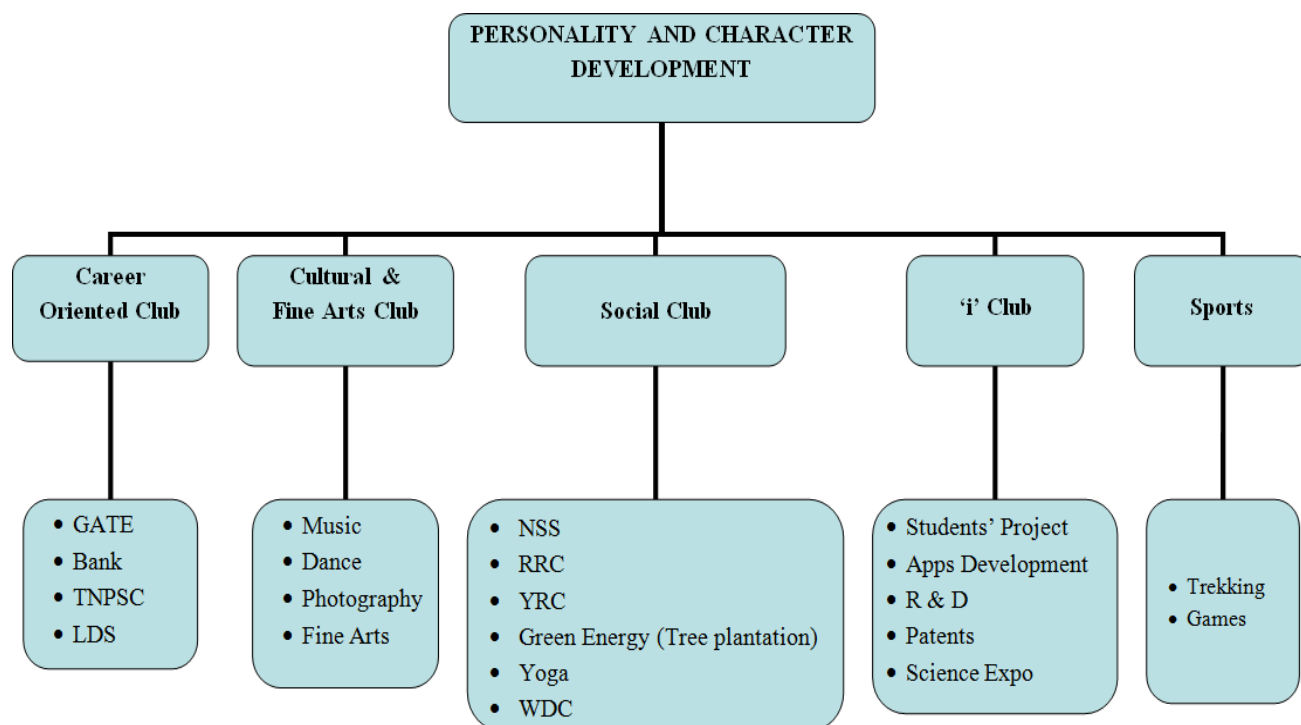 PERSONALITY AND CHARACTER
DEVELOPMENT
Career
Oriented Club
Cultural &
Fine Arts Club
Social Club
‘i’ Club
Sports
• GATE
• Bank
• TNPSC
• LDS
• Music
• Dance
• Photography
• Fine Arts
• NSS
• RRC
• YRC
• Green Energy (Tree plantation)
• Yoga
• WDC
• Students’ Project
• Apps Development
• R & D
• Patents
• Science Expo
• Trekking
• Games